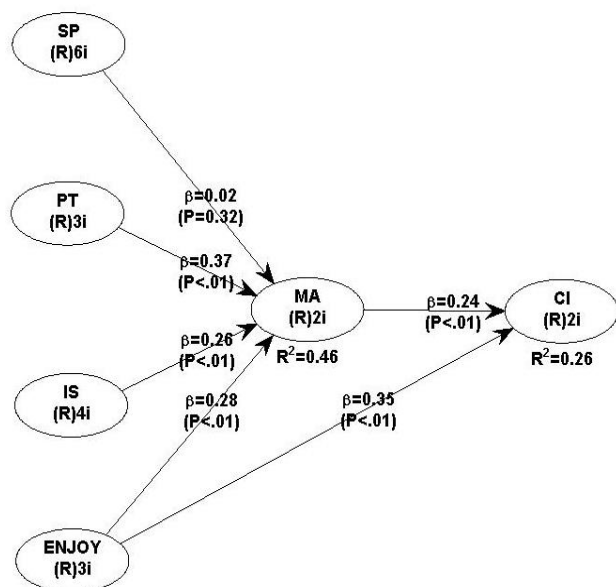 SP
(R)6i
β=0.02
(P=0.32)
PT
(R)3i
β=0.37
(P<.01)
MA
(R)2i
R²=0.46
β=0.24
(P<.01)
CI
(R)2i
R²=0.26
IS
(R)4i
β=0.26
(P<.01)
β=0.28
(P<.01)
β=0.35
(P<.01)
ENJOY
(R)3i